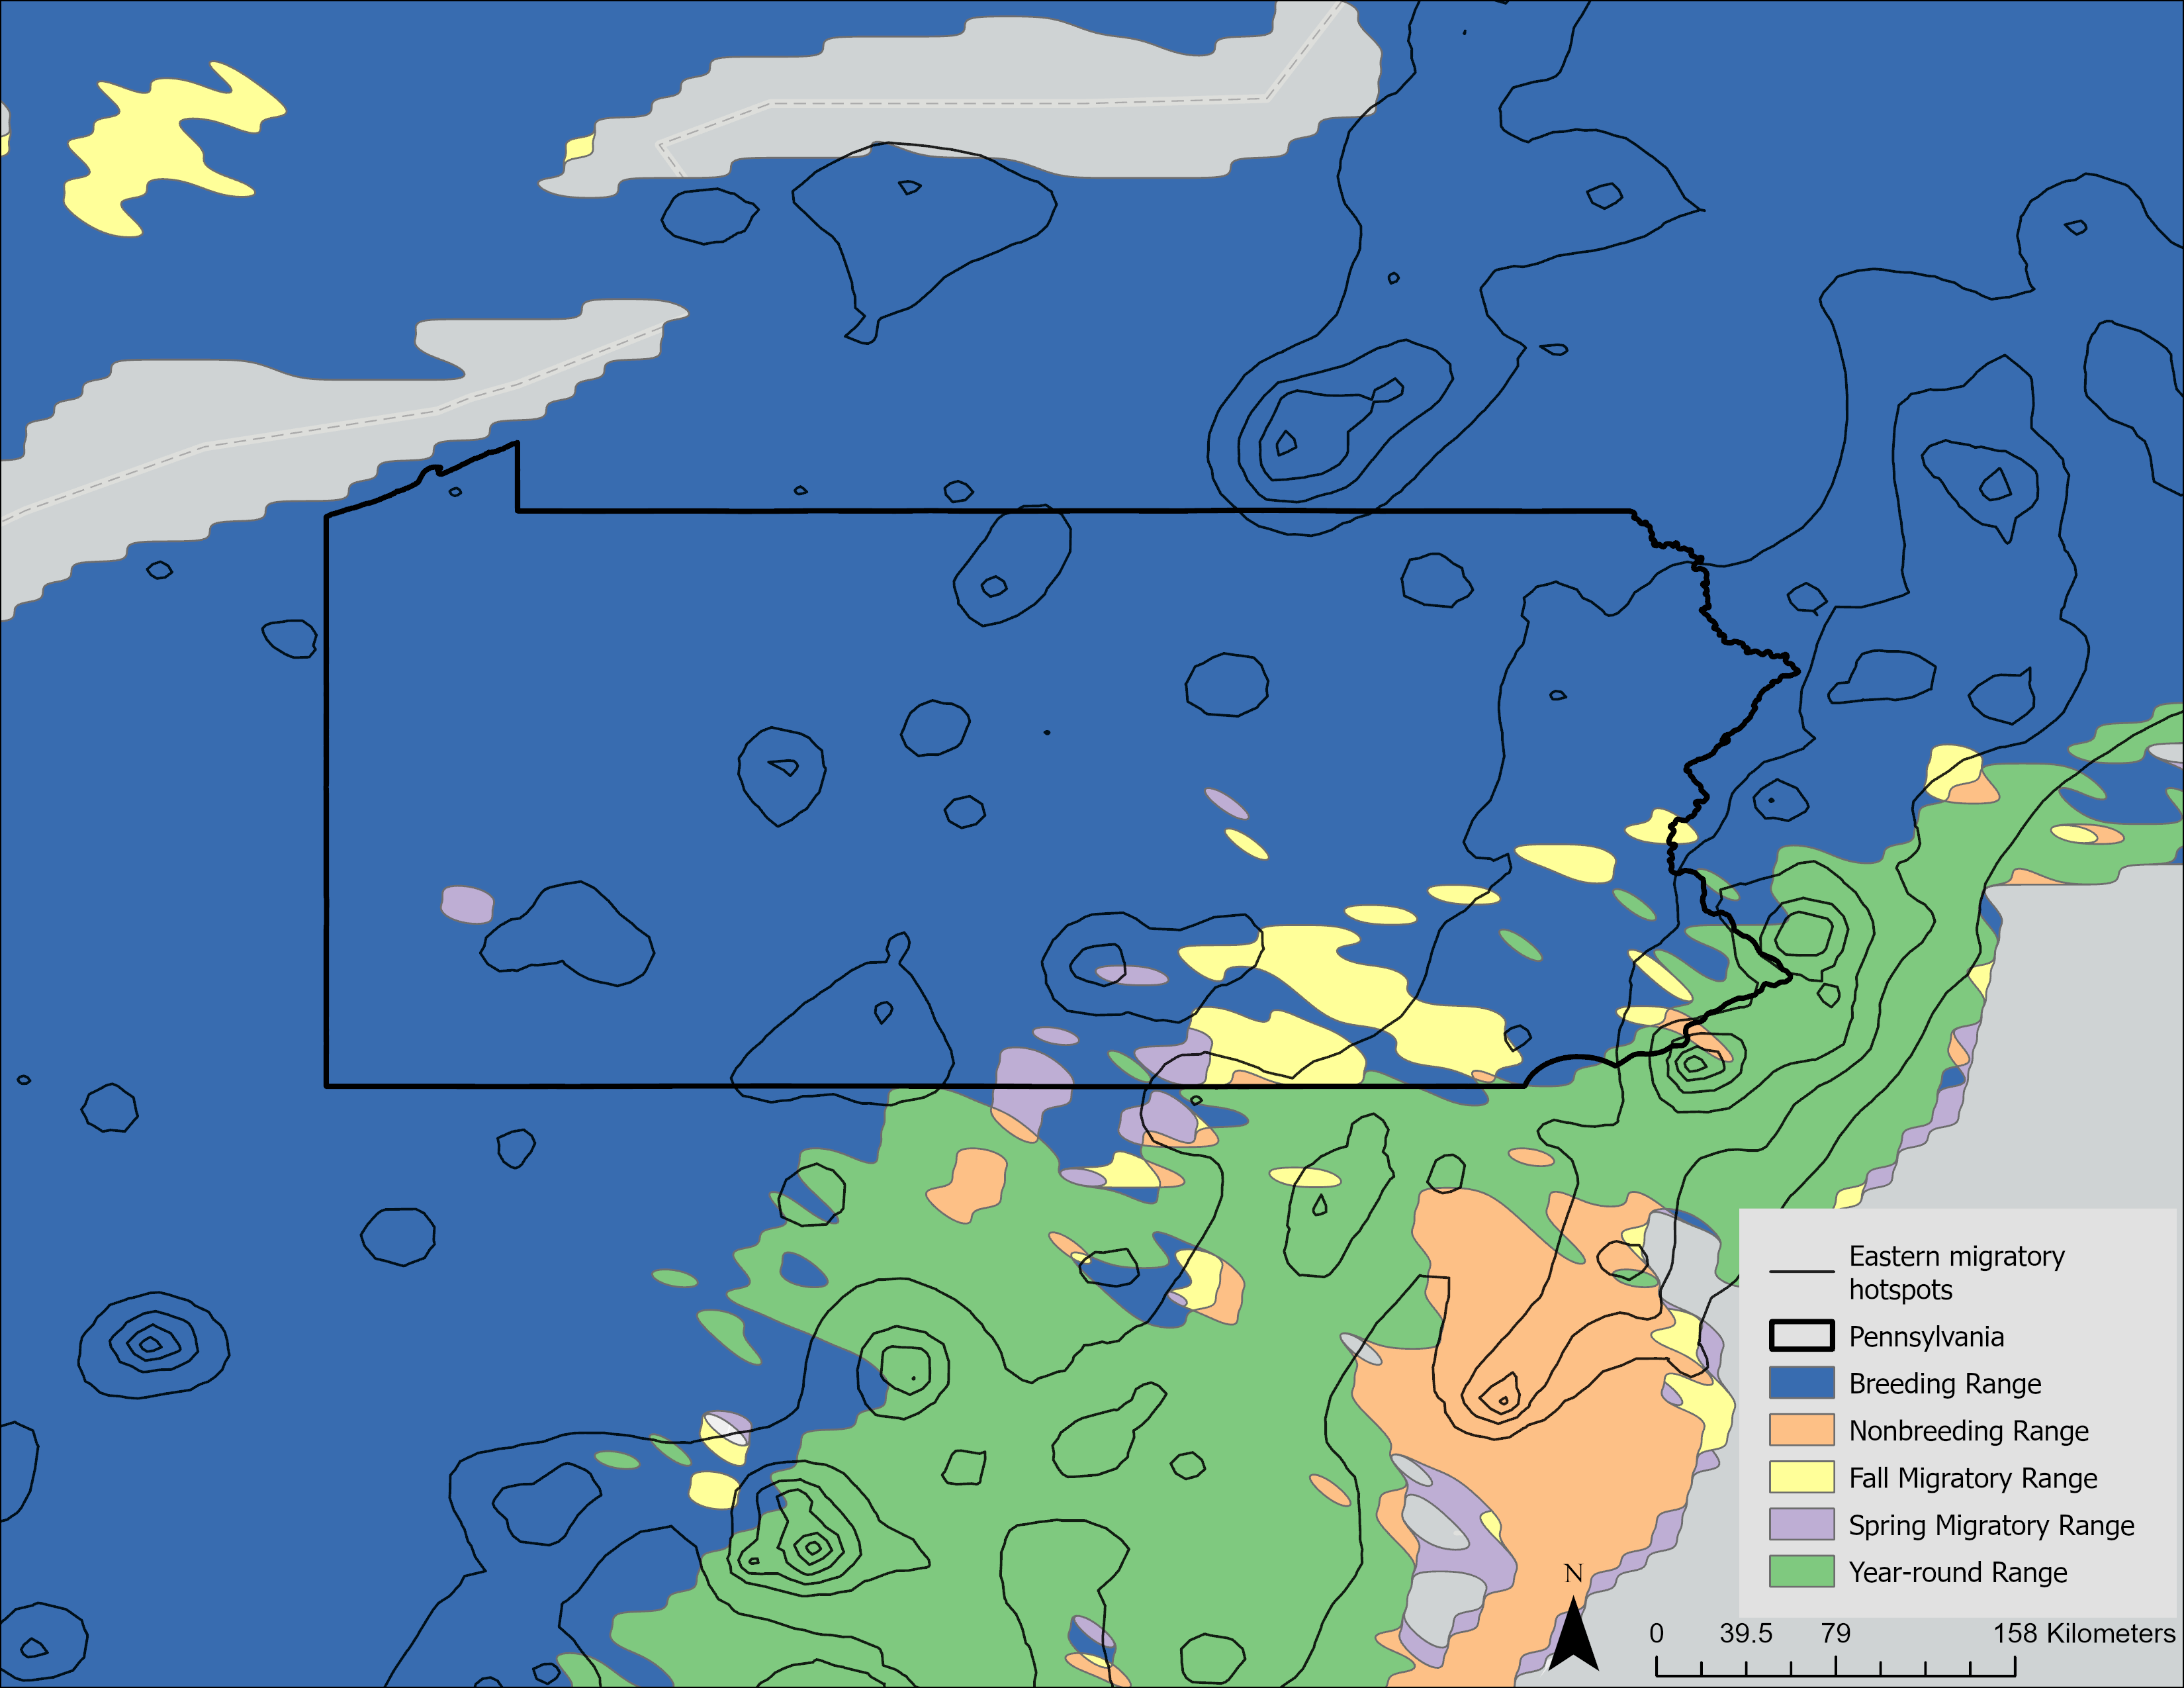 Eastern migratory
hotspots
Pennsylvania
Breeding Range
Nonbreeding Range
Fall Migratory Range
Spring Migratory Range
Year-round Range
N
0 39.5 79 158 Kilometers